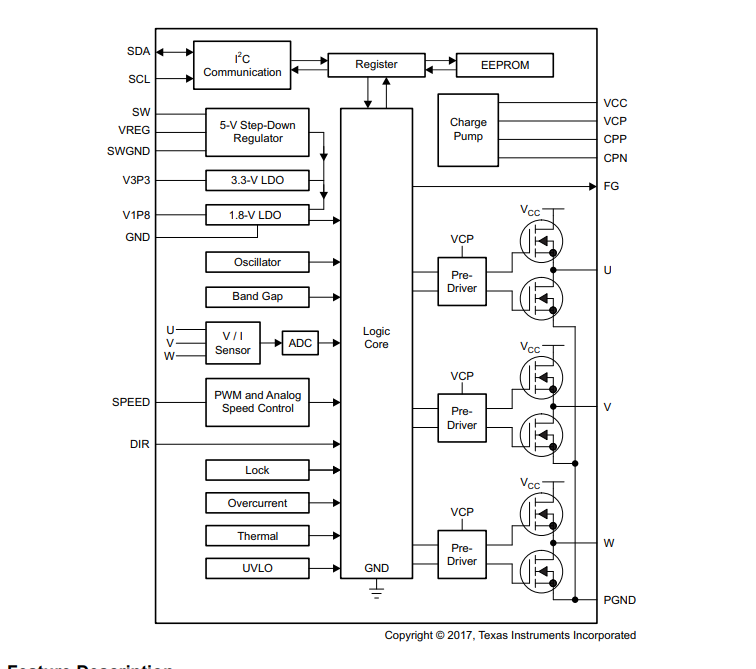 SDA
SCL
I2C
Communication
Register
EEPROM
SW
VREG
SWGND
5-V Step-Down
Regulator
Charge
Pump
VCC
VCP
CPP
CPN
V3P3
3.3-V LDO
FG
V1P8
1.8-V LDO
GND
VCC
Oscillator
VCP
Pre-
Driver
U
Band Gap
U
V
W
V / I
Sensor
ADC
Logic
Core
VCC
SPEED
PWM and Analog
Speed Control
VCP
Pre-
Driver
V
DIR
Lock
Overcurrent
Thermal
UVLO
VCC
VCP
Pre-
Driver
W
GND
PGND
Copyright © 2017, Texas Instruments Incorporated
Feature Description